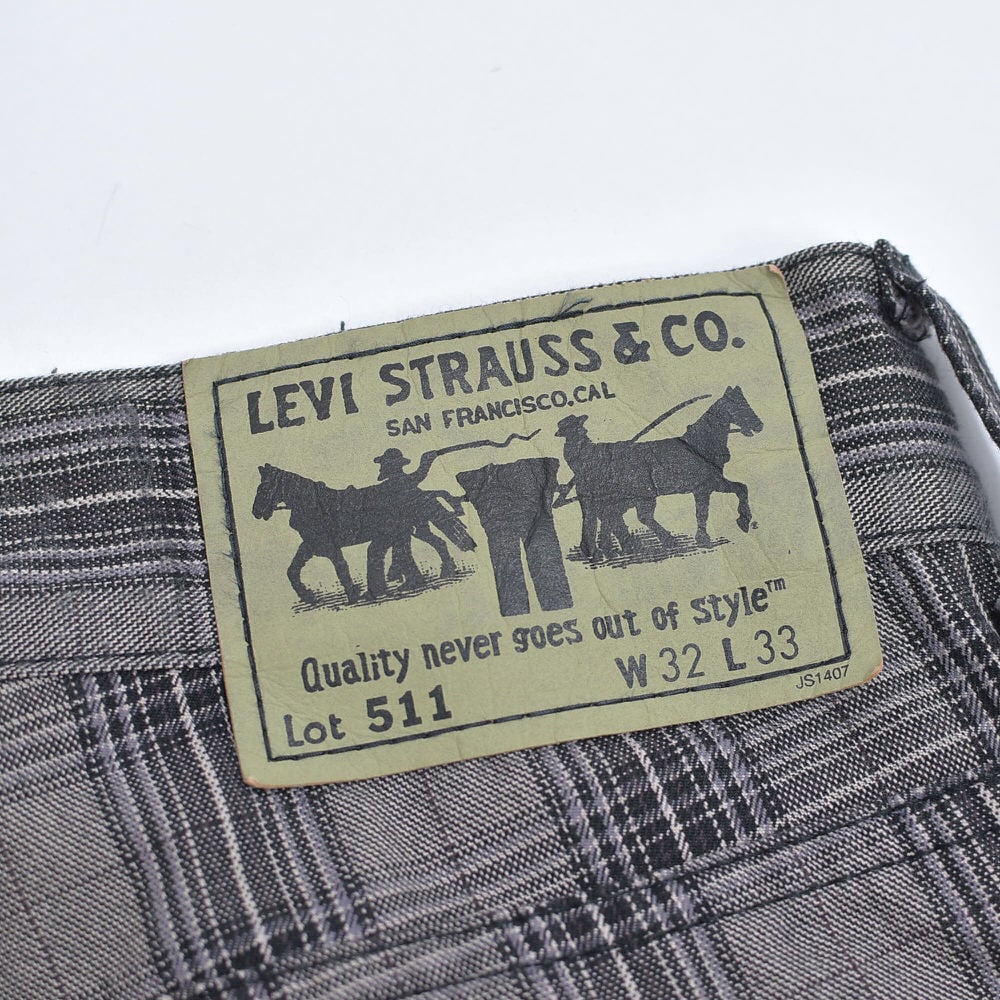 LEVI STRAUSS & CO.
SAN FRANCISCO, CAL
®
Quality never goes out of style™
Lot 511 W 32 L 33
JS1407